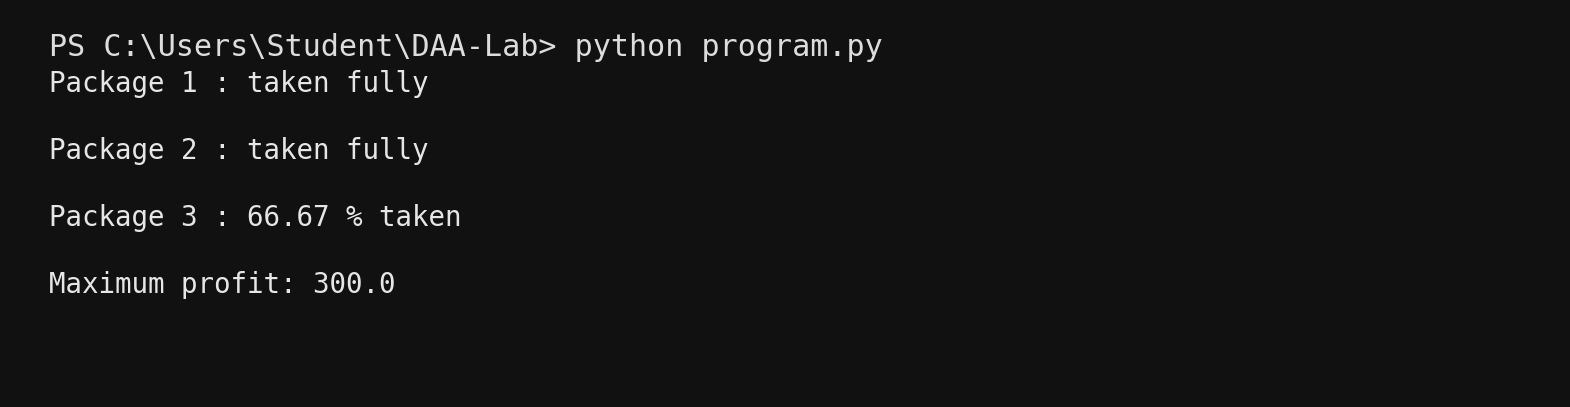 PS C:\Users\Student\DAA-Lab> python program.py
Package 1 : taken fully
Package 2 : taken fully
Package 3 : 66.67 % taken
Maximum profit: 300.0